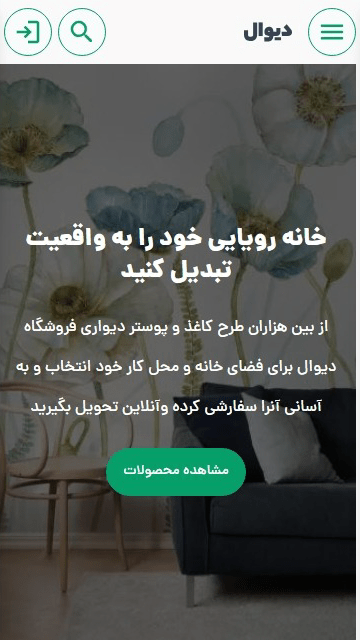 دیوال
خانه رویایی خود را به واقعیت
تبدیل کنید
از بین هزاران طرح کاغذ و پوستر دیواری فروشگاه
دیوال برای فضای خانه و محل کار خود انتخاب و به
آسانی آنرا سفارشی کرده وآنلاین تحویل بگیرید
مشاهده محصولات